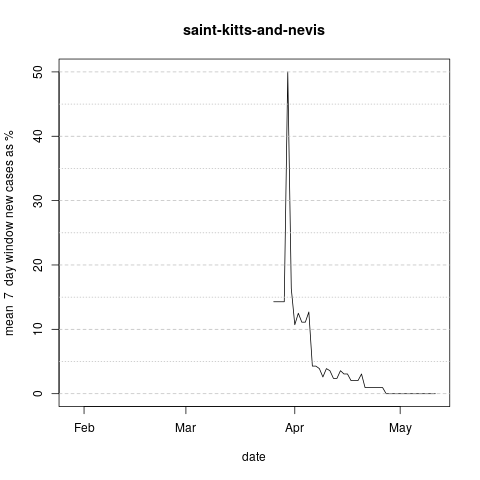 saint-kitts-and-nevis
mean  7  day window new cases as %
50
40
30
20
10
0
Feb
Mar
Apr
May
date